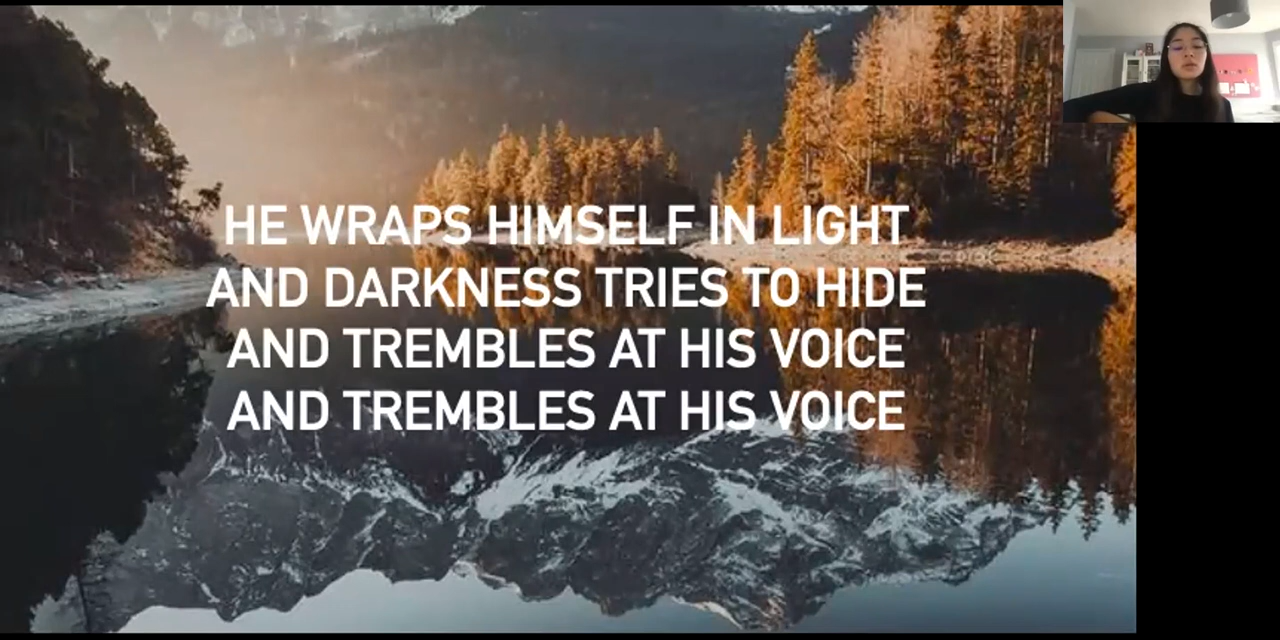 HE WRAPS HIMSELF IN LIGHT
AND DARKNESS TRIES TO HIDE
AND TREMBLES AT HIS VOICE
AND TREMBLES AT HIS VOICE